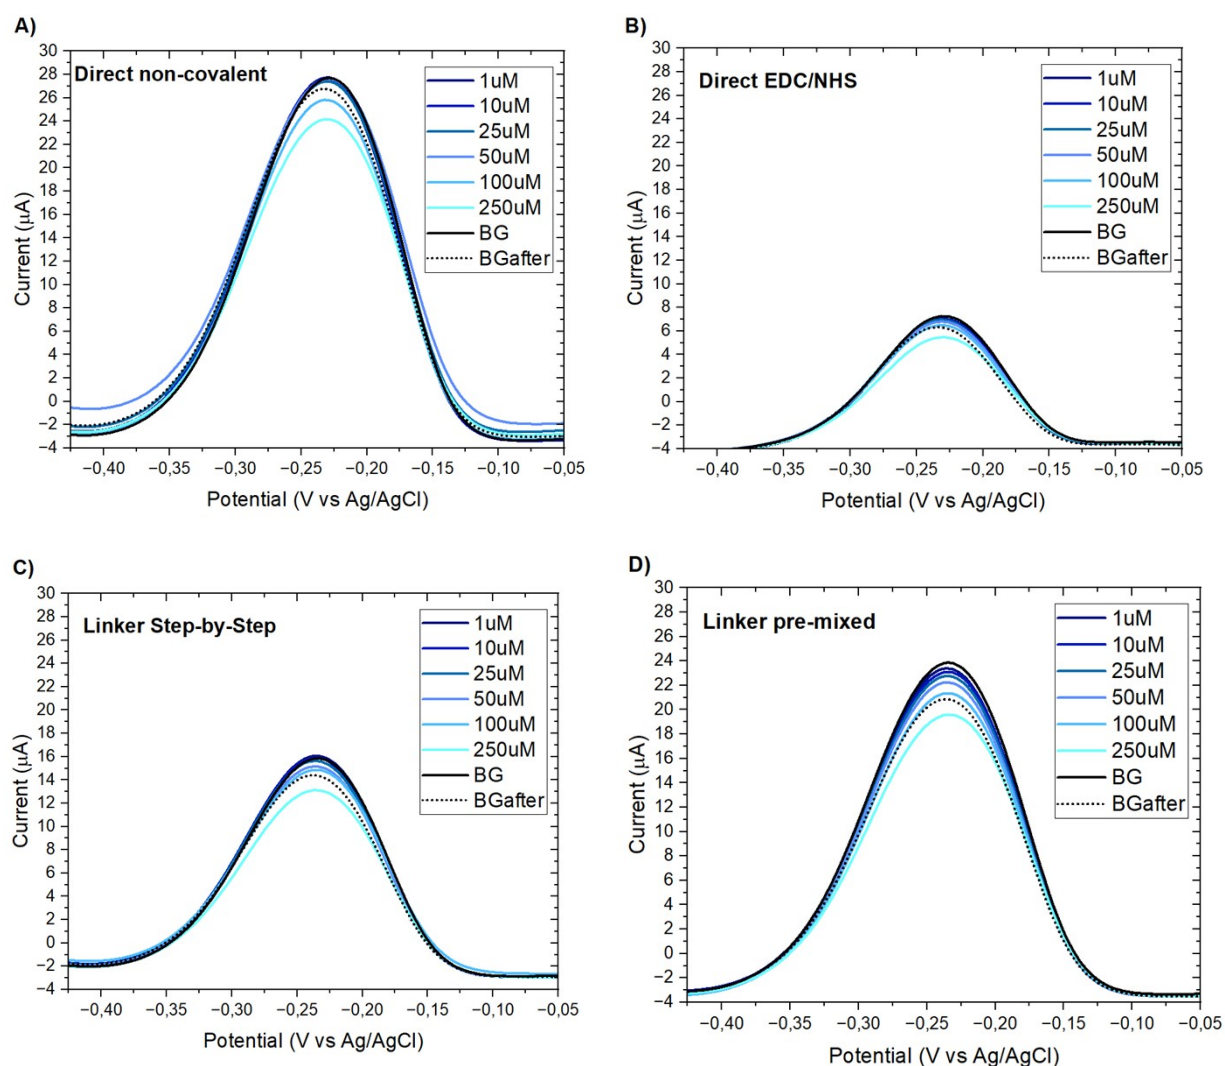 A)
Direct non-covalent
1uM
10uM
25uM
50uM
100uM
250uM
BG
BGafter
30
28
26
24
22
20
18
16
14
12
10
8
6
4
2
0
−2
−4
Current (μA)
−0,40 −0,35 −0,30 −0,25 −0,20 −0,15 −0,10 −0,05
Potential (V vs Ag/AgCl)
B)
Direct EDC/NHS
1uM
10uM
25uM
50uM
100uM
250uM
BG
BGafter
30
28
26
24
22
20
18
16
14
12
10
8
6
4
2
0
−2
−4
Current (μA)
−0,40 −0,35 −0,30 −0,25 −0,20 −0,15 −0,10 −0,05
Potential (V vs Ag/AgCl)
C)
Linker Step-by-Step
1uM
10uM
25uM
50uM
100uM
250uM
BG
BGafter
30
28
26
24
22
20
18
16
14
12
10
8
6
4
2
0
−2
−4
Current (μA)
−0,40 −0,35 −0,30 −0,25 −0,20 −0,15 −0,10 −0,05
Potential (V vs Ag/AgCl)
D)
Linker pre-mixed
1uM
10uM
25uM
50uM
100uM
250uM
BG
BGafter
30
28
26
24
22
20
18
16
14
12
10
8
6
4
2
0
−2
−4
Current (μA)
−0,40 −0,35 −0,30 −0,25 −0,20 −0,15 −0,10 −0,05
Potential (V vs Ag/AgCl)